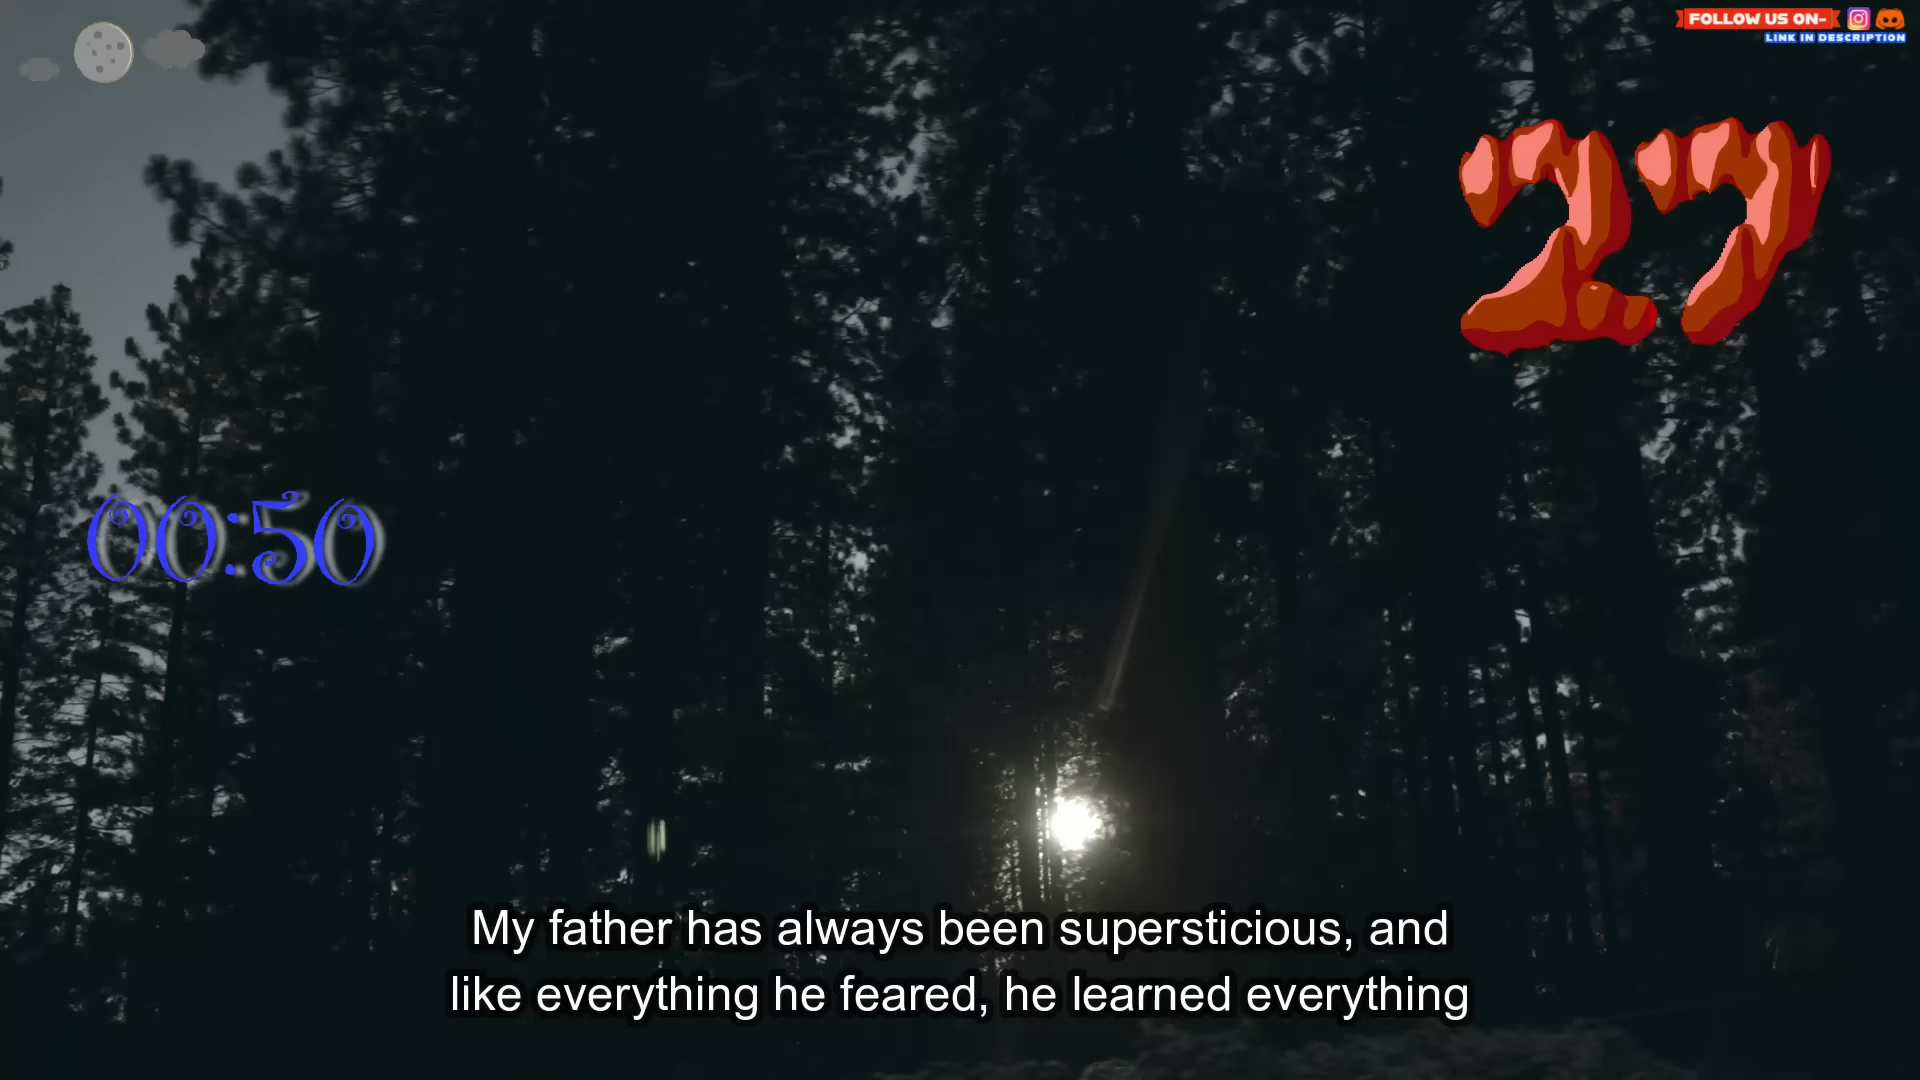 FOLLOW US ON-
LINK IN DESCRIPTION
27
00:50
My father has always been supersticious, and
like everything he feared, he learned everything